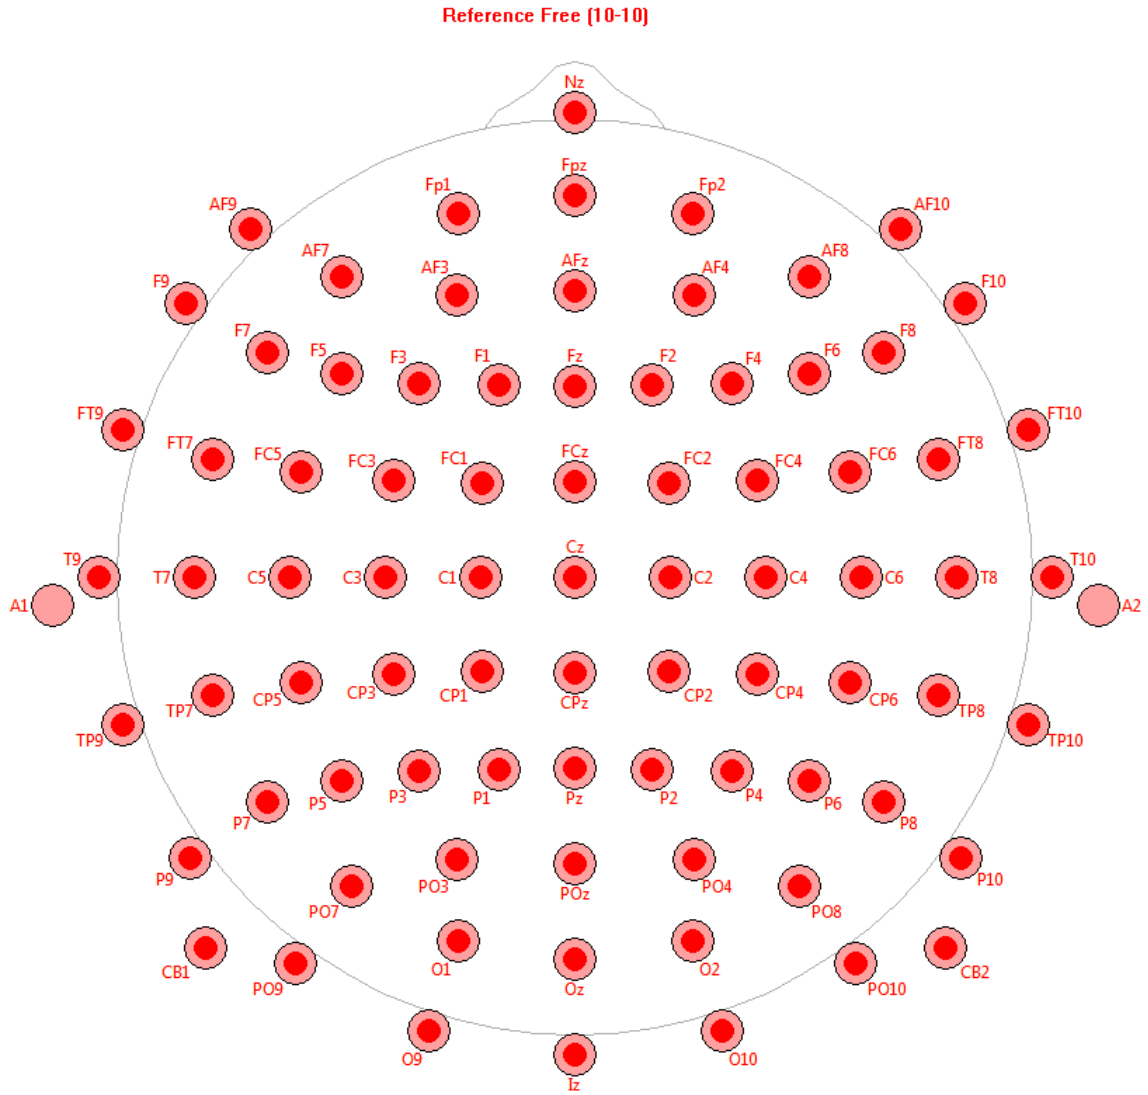 Reference Free (10-10)
Nz
Fpz
Fp1
Fp2
AF9
AF10
AF7
AF3
AFz
AF4
AF8
F9
F10
F7
F5
F3
F1
Fz
F2
F4
F6
F8
FT9
FT10
FT7
FC5
FC3
FC1
FCz
FC2
FC4
FC6
FT8
Cz
T9
T10
T7
C5
C3
C1
C2
C4
C6
T8
A1
A2
TP7
CP5
CP3
CP1
CPz
CP2
CP4
CP6
TP8
TP9
TP10
P7
P5
P3
P1
Pz
P2
P4
P6
P8
P9
P10
PO7
PO3
POz
PO4
PO8
CB1
CB2
PO9
O1
Oz
O2
PO10
O9
Iz
O10